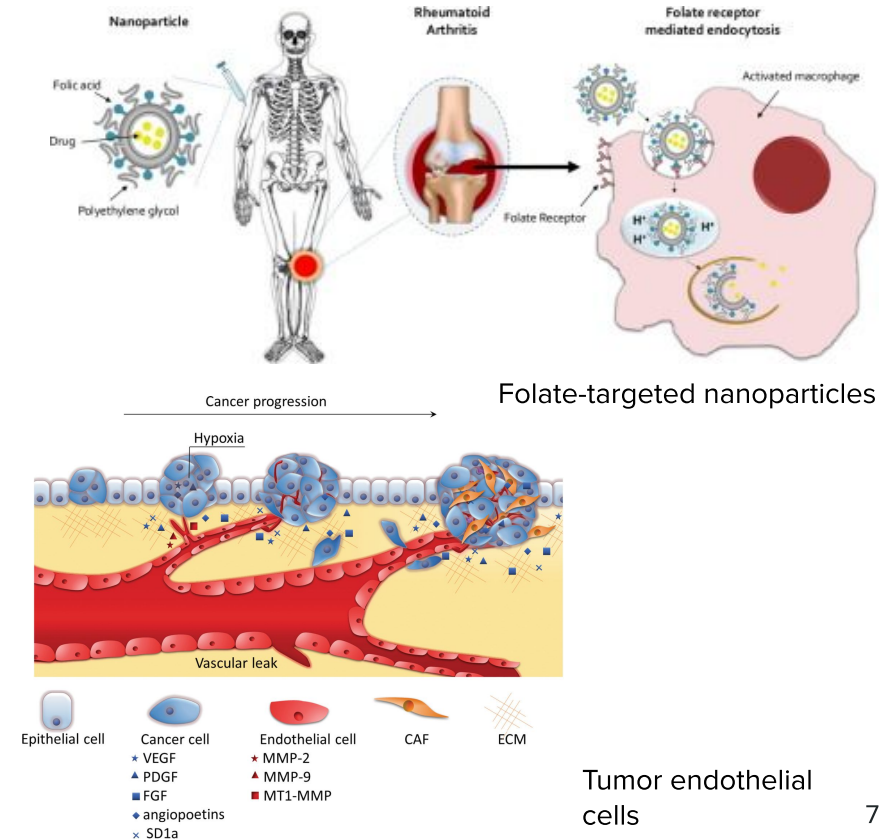 Nanoparticle
Rheumatoid
Arthritis
Folate receptor
mediated endocytosis
Folic acid
Drug
Polyethylene glycol
Activated macrophage
Folate Receptor
H⁺
H⁺
H⁺
Folate-targeted nanoparticles
Cancer progression
Hypoxia
Vascular leak
Epithelial cell
Cancer cell
Endothelial cell
CAF
ECM
VEGF
PDGF
FGF
angiopoetins
SD1a
MMP-2
MMP-9
MT1-MMP
Tumor endothelial
cells
7